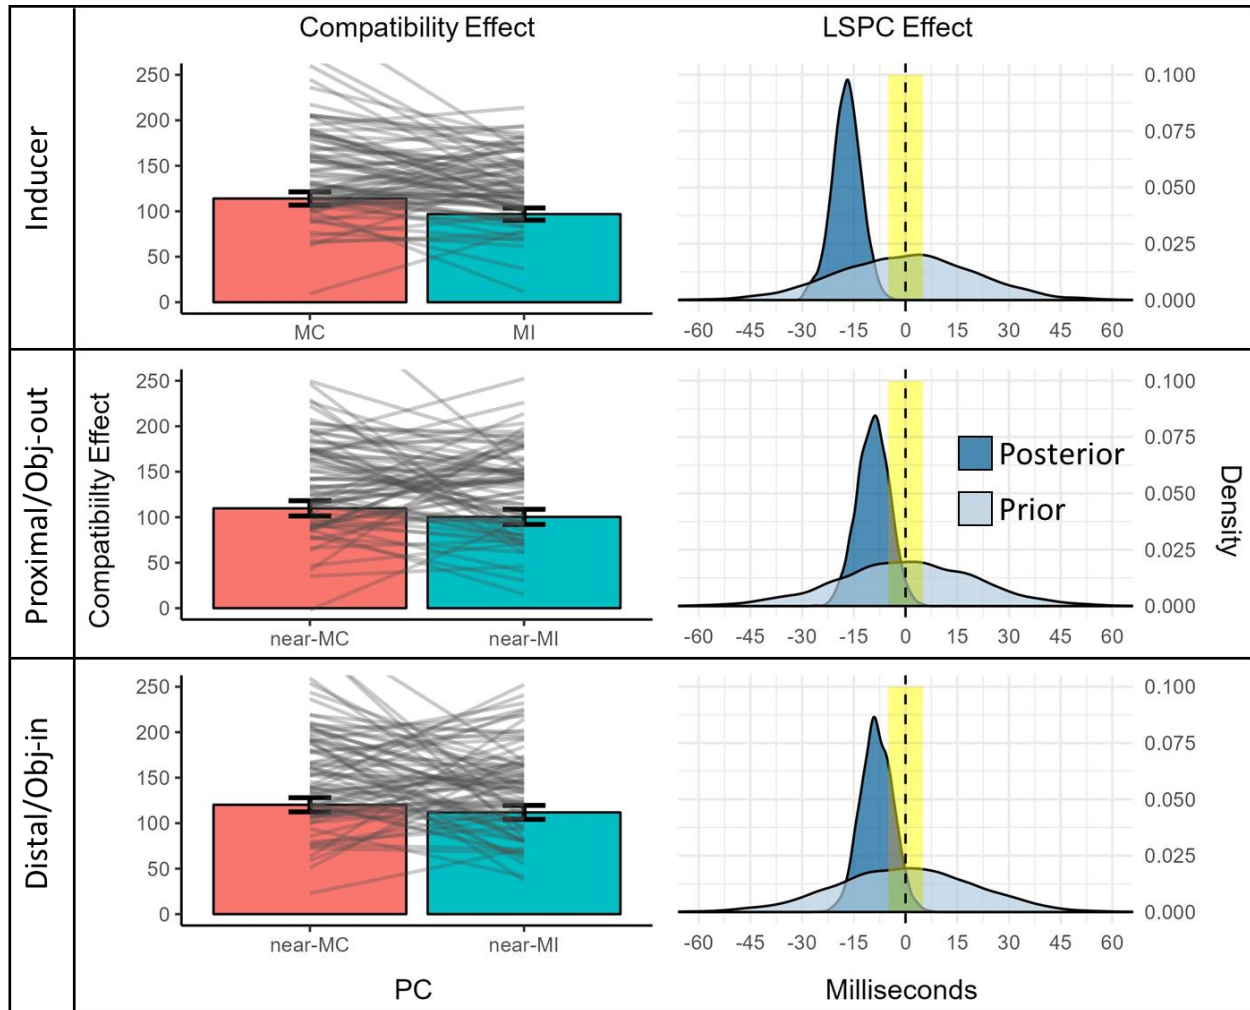 Compatibility Effect
LSPC Effect
Inducer
250
200
150
100
50
0
MC
MI
0.100
0.075
0.050
0.025
0.000
-60 -45 -30 -15 0 15 30 45 60
Proximal/Obj-out
Compatibility Effect
250
200
150
100
50
0
near-MC
near-MI
0.100
0.075
0.050
0.025
0.000
-60 -45 -30 -15 0 15 30 45 60
Posterior
Prior
Density
Distal/Obj-in
250
200
150
100
50
0
near-MC
near-MI
0.100
0.075
0.050
0.025
0.000
-60 -45 -30 -15 0 15 30 45 60
PC
Milliseconds